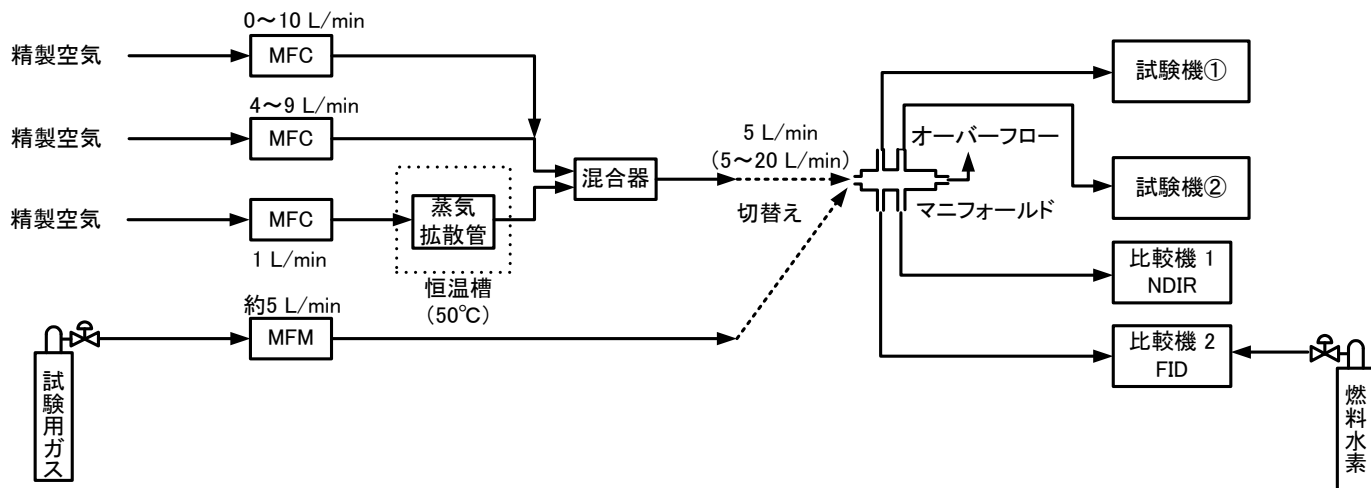 0～10 L/min
精製空気
MFC
4～9 L/min
精製空気
MFC
精製空気
MFC
1 L/min
蒸気
拡散管
恒温槽
（50℃）
混合器
5 L/min
（5～20 L/min）
切替え
オーバーフロー
マニフォールド
試験機①
試験機②
比較機 1
NDIR
比較機 2
FID
約5 L/min
MFM
試験用ガス
燃料水素